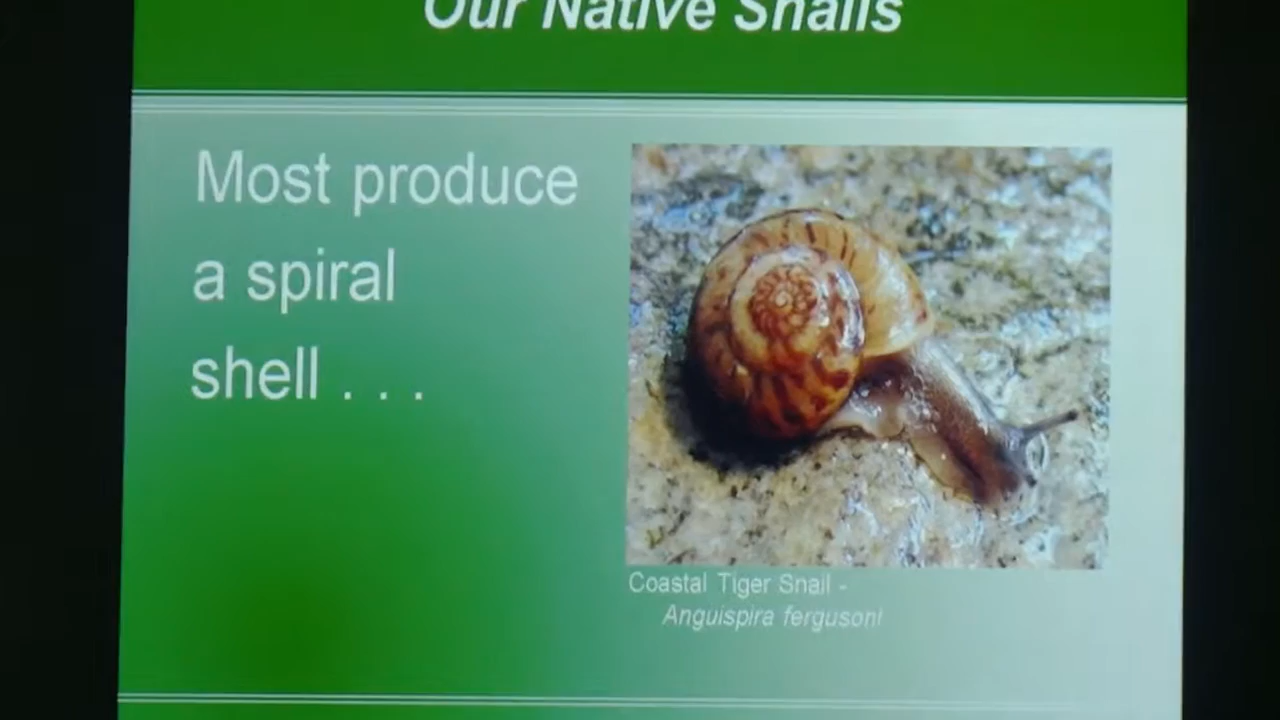 Our Native Snails
Most produce
a spiral
shell . . .
Coastal Tiger Snail -
Anguispira fergusoni